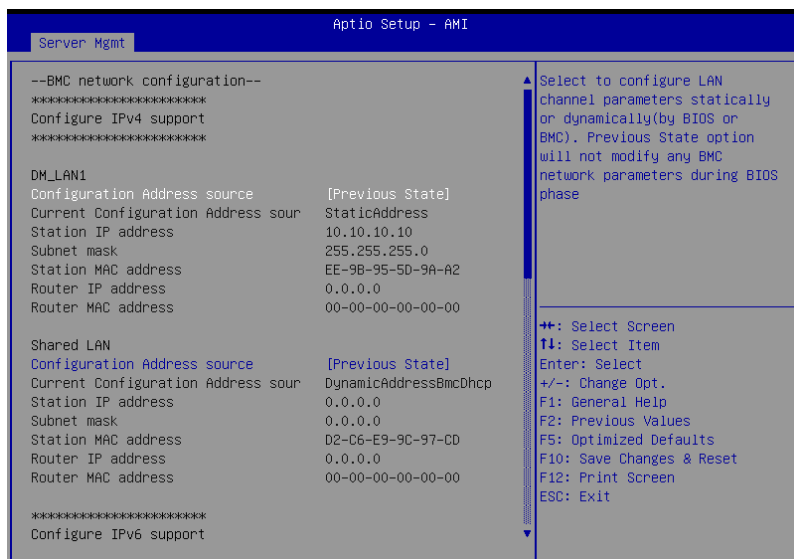 Aptio Setup – AMI
Server Mgmt
--BMC network configuration--
**********************
Configure IPv4 support
**********************
DM_LAN1
Configuration Address source [Previous State]
Current Configuration Address sour StaticAddress
Station IP address 10.10.10.10
Subnet mask 255.255.255.0
Station MAC address EE-9B-95-5D-9A-A2
Router IP address 0.0.0.0
Router MAC address 00-00-00-00-00-00
Shared LAN
Configuration Address source [Previous State]
Current Configuration Address sour DynamicAddressBmcDhcp
Station IP address 0.0.0.0
Subnet mask 0.0.0.0
Station MAC address D2-C6-E9-9C-97-CD
Router IP address 0.0.0.0
Router MAC address 00-00-00-00-00-00
**********************
Configure IPv6 support
Select to configure LAN
channel parameters statically
or dynamically(by BIOS or
BMC). Previous State option
will not modify any BMC
network parameters during BIOS
phase
→←: Select Screen
↑↓: Select Item
Enter: Select
+/-: Change Opt.
F1: General Help
F2: Previous Values
F5: Optimized Defaults
F10: Save Changes & Reset
F12: Print Screen
ESC: Exit